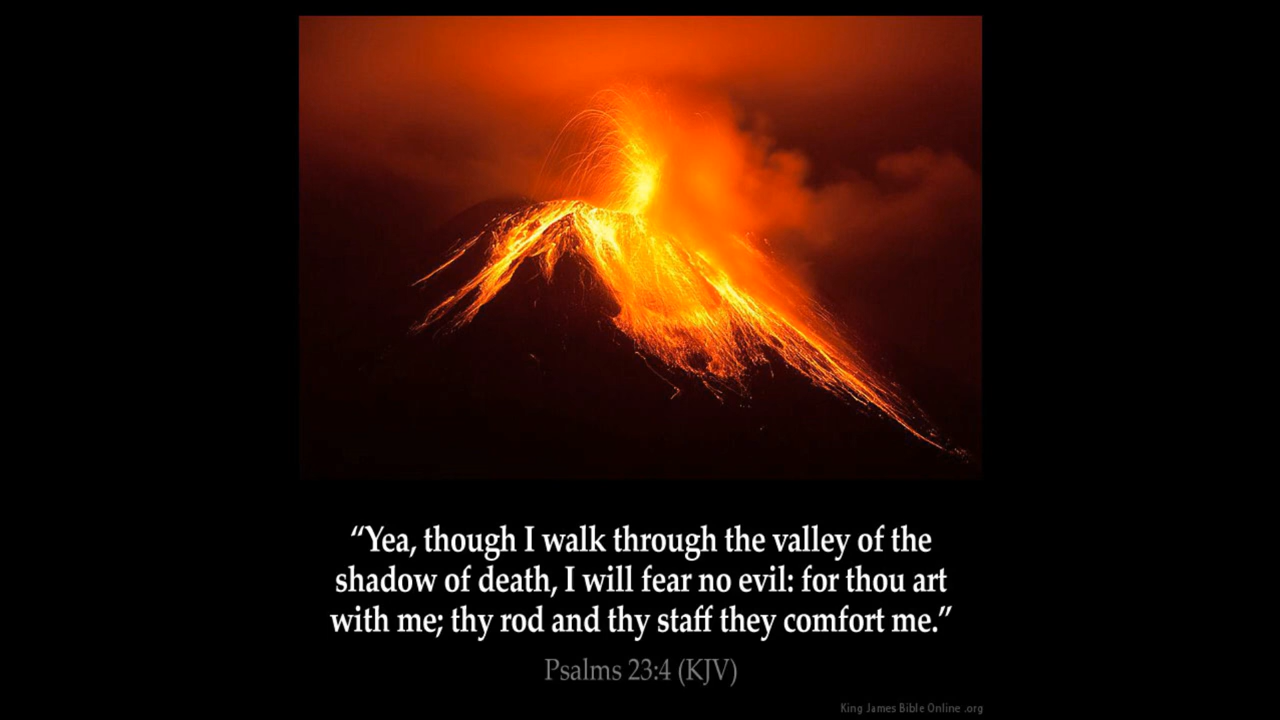 “Yea, though I walk through the valley of the
shadow of death, I will fear no evil: for thou art
with me; thy rod and thy staff they comfort me.”
Psalms 23:4 (KJV)
King James Bible Online .org